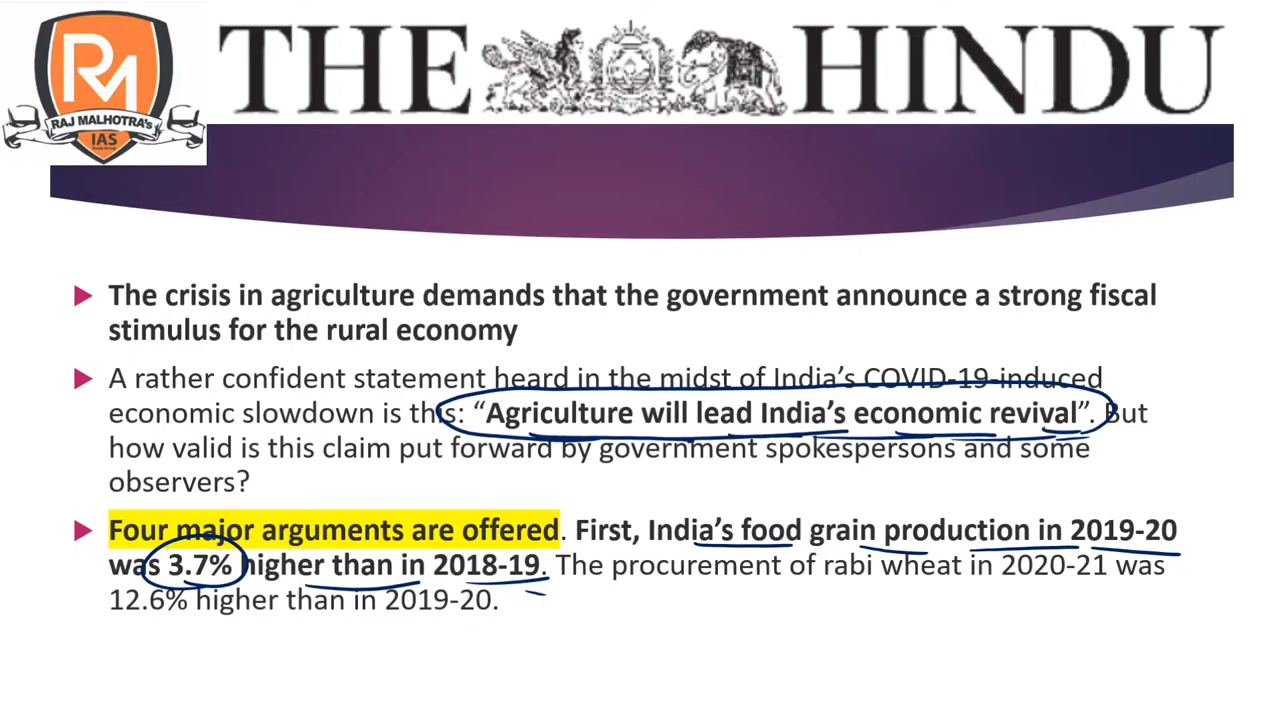 RM
RAJ MALHOTRA'S
IAS
THE HINDU
The crisis in agriculture demands that the government announce a strong fiscal
stimulus for the rural economy
A rather confident statement heard in the midst of India's COVID-19-induced
economic slowdown is this: “Agriculture will lead India's economic revival”. But
how valid is this claim put forward by government spokespersons and some
observers?
Four major arguments are offered. First, India's food grain production in 2019-20
was 3.7% higher than in 2018-19. The procurement of rabi wheat in 2020-21 was
12.6% higher than in 2019-20.